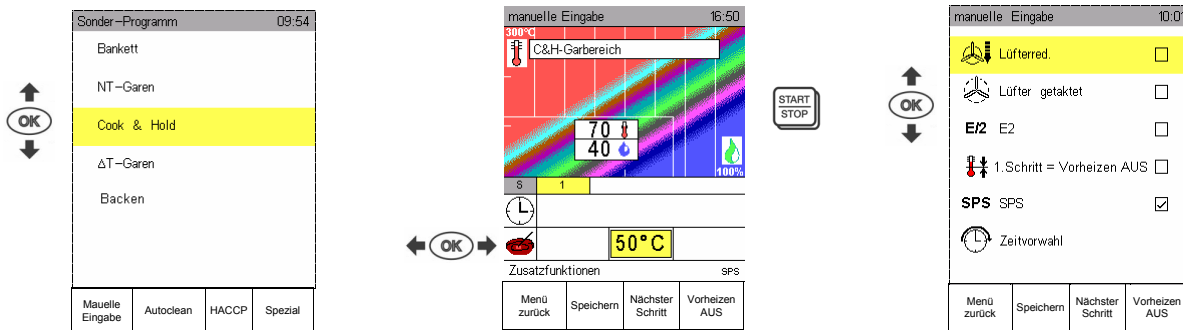 Sonder-Programm 09:54
Bankett
NT-Garen
OK
Cook & Hold
ΔT-Garen
Backen
Mauelle Eingabe
Autoclean
HACCP
Spezial
manuelle Eingabe 16:50
300°C
C&H-Garbereich
70
40
100%
S 1
OK
50°C
Zusatzfunktionen SPS
Menü zurück
Speichern
Nächster Schritt
Vorheizen AUS
START
STOP
manuelle Eingabe 10:01
Lüfterred.
OK
Lüfter getaktet
E/2 E2
1.Schritt = Vorheizen AUS
SPS SPS
Zeitvorwahl
Menü zurück
Speichern
Nächster Schritt
Vorheizen AUS